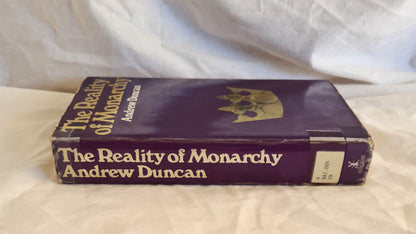 The Reality
of Monarchy
Andrew Duncan
The Reality of Monarchy
Andrew Duncan